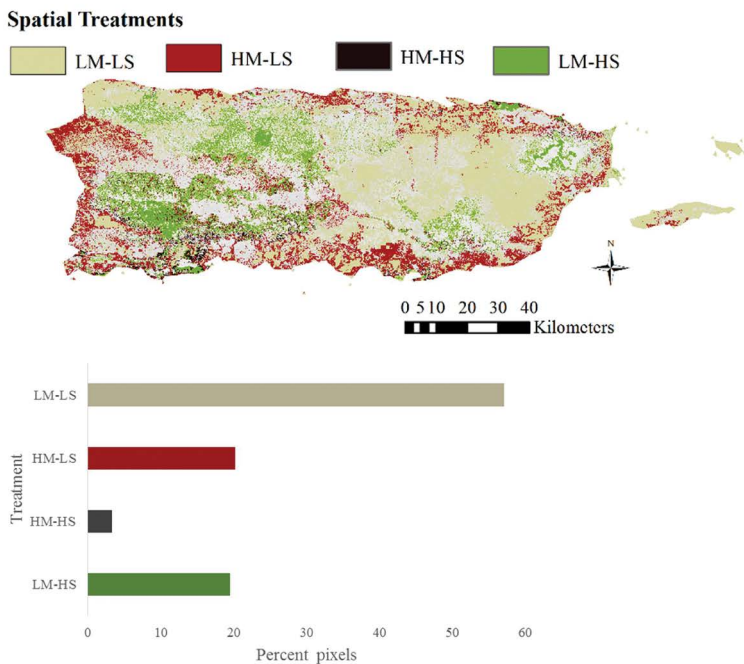 Spatial Treatments
LM-LS HM-LS HM-HS LM-HS
N
0 5 10 20 30 40
Kilometers
LM-LS
HM-LS
HM-HS
LM-HS
Treatment
0 10 20 30 40 50 60
Percent pixels